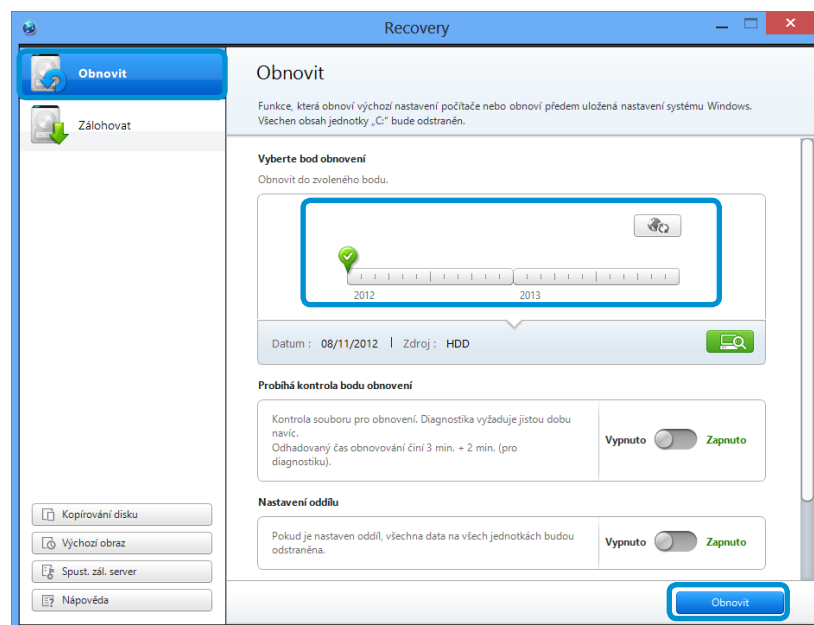 Recovery
Obnovit
Zálohovat
Obnovit
Funkce, která obnoví výchozí nastavení počítače nebo obnoví předem uložená nastavení systému Windows.
Všechen obsah jednotky „C:“ bude odstraněn.
Vyberte bod obnovení
Obnovit do zvoleného bodu.
2012 2013
Datum : 08/11/2012 | Zdroj : HDD
Probíhá kontrola bodu obnovení
Kontrola souboru pro obnovení. Diagnostika vyžaduje jistou dobu
navíc.
Odhadovaný čas obnovování činí 3 min. + 2 min. (pro
diagnostiku).
Vypnuto Zapnuto
Nastavení oddílu
Pokud je nastaven oddíl, všechna data na všech jednotkách budou
odstraněna.
Vypnuto Zapnuto
Kopírování disku
Výchozí obraz
Spust. zál. server
Nápověda
Obnovit